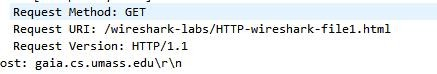 Request Method: GET
Request URI: /wireshark-labs/HTTP-wireshark-file1.html
Request Version: HTTP/1.1
ost: gaia.cs.umass.edu\r\n